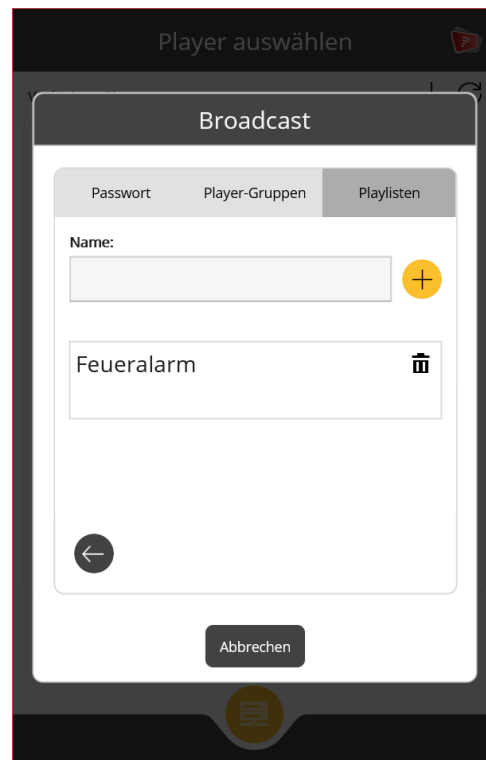 Player auswählen
Broadcast
Passwort
Player-Gruppen
Playlisten
Name:
Feueralarm
Abbrechen